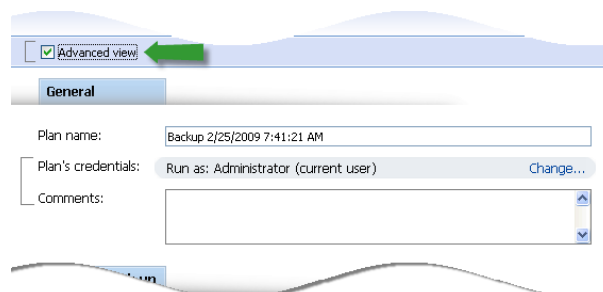 Advanced view
General
Plan name: Backup 2/25/2009 7:41:21 AM
Plan's credentials: Run as: Administrator (current user) Change...
Comments: